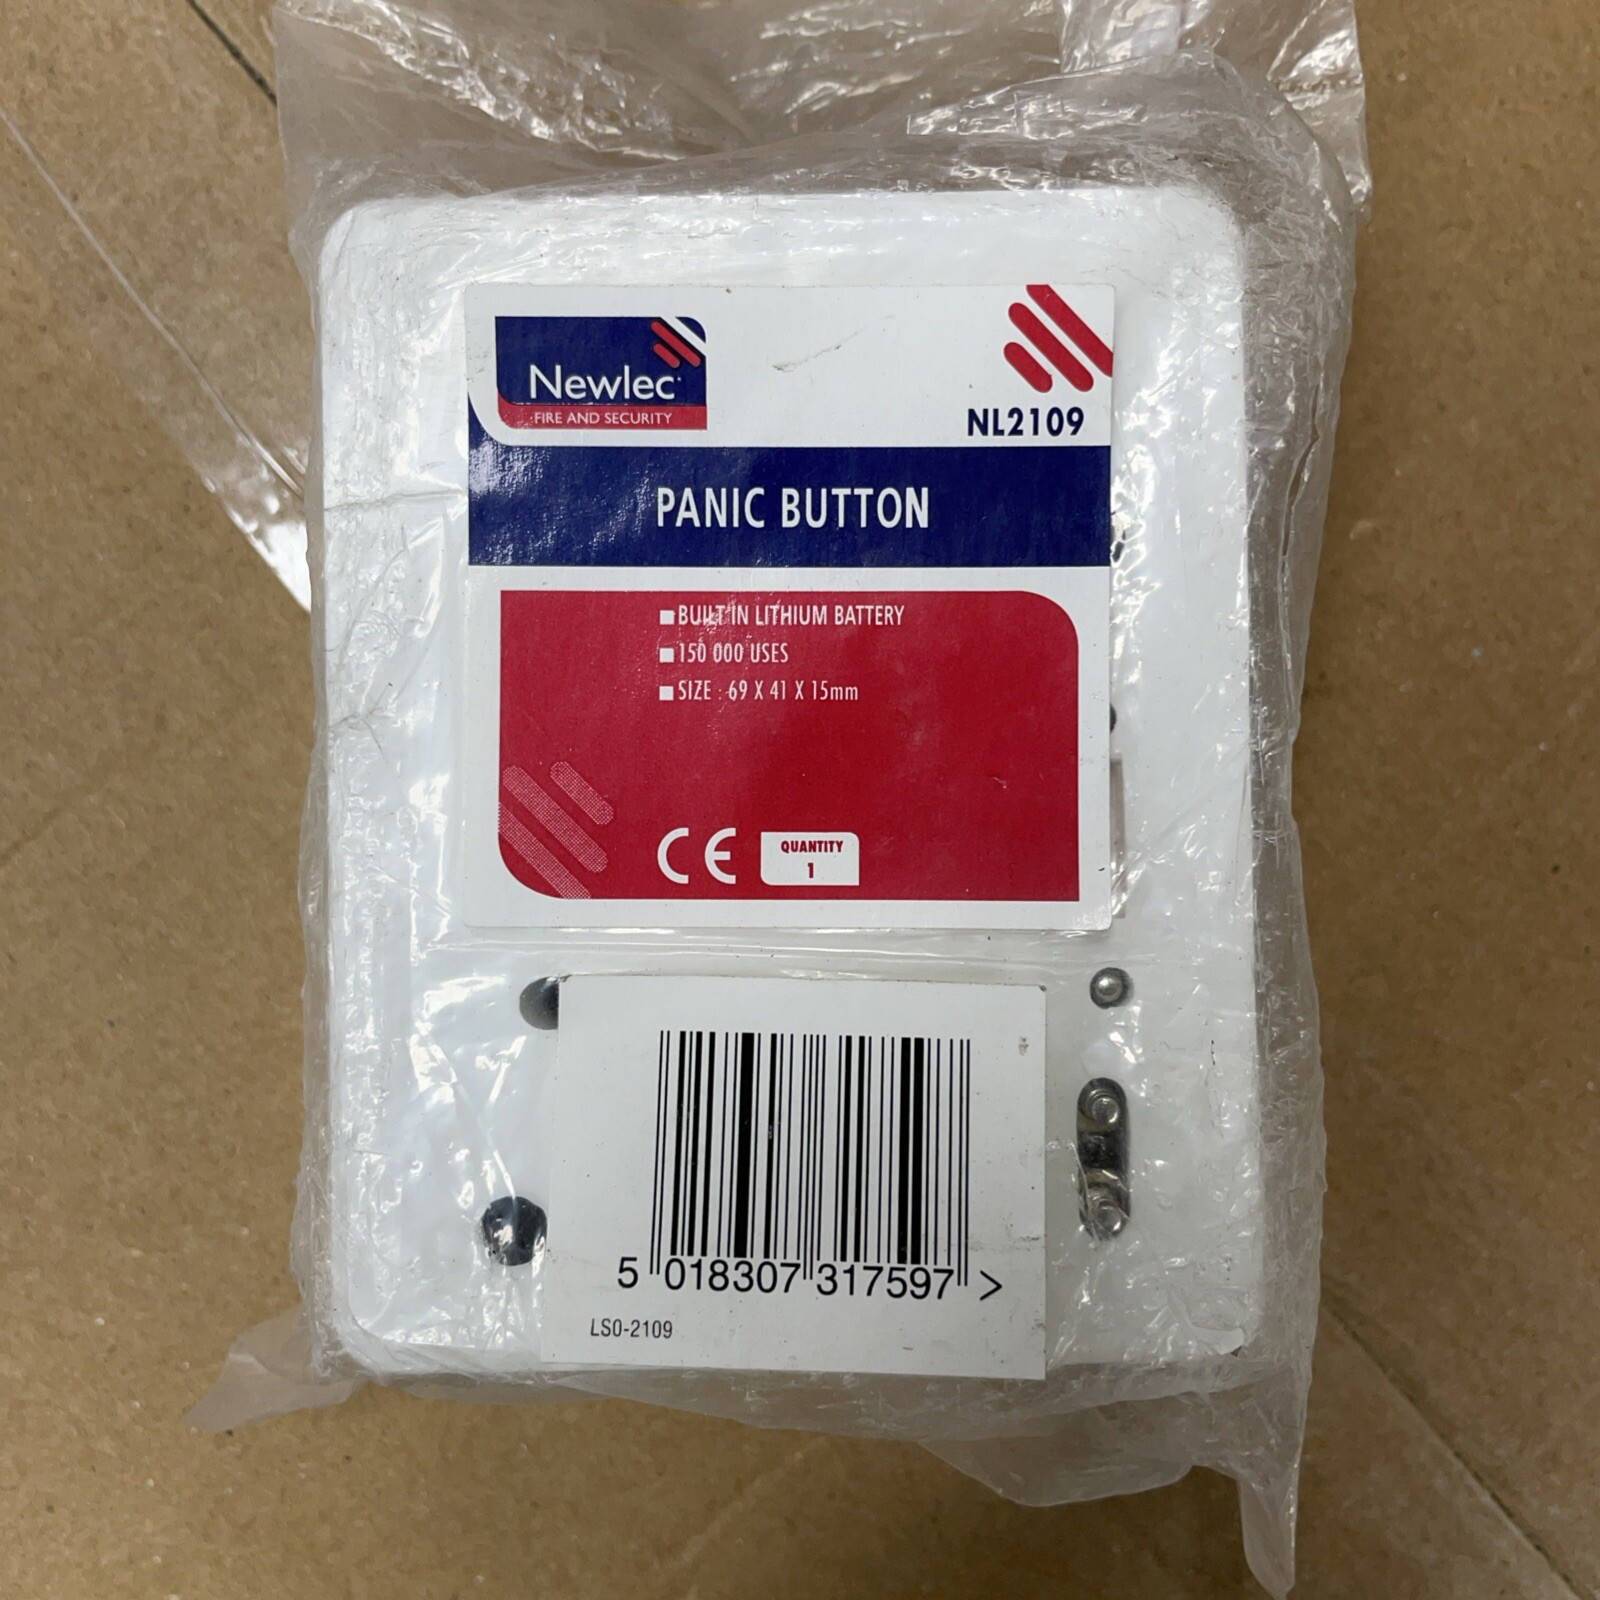 Newlec
FIRE AND SECURITY
NL2109
PANIC BUTTON
BUILT IN LITHIUM BATTERY
150 000 USES
SIZE : 69 X 41 X 15mm
CE
QUANTITY
1
5 018307 317597 >
LS0-2109